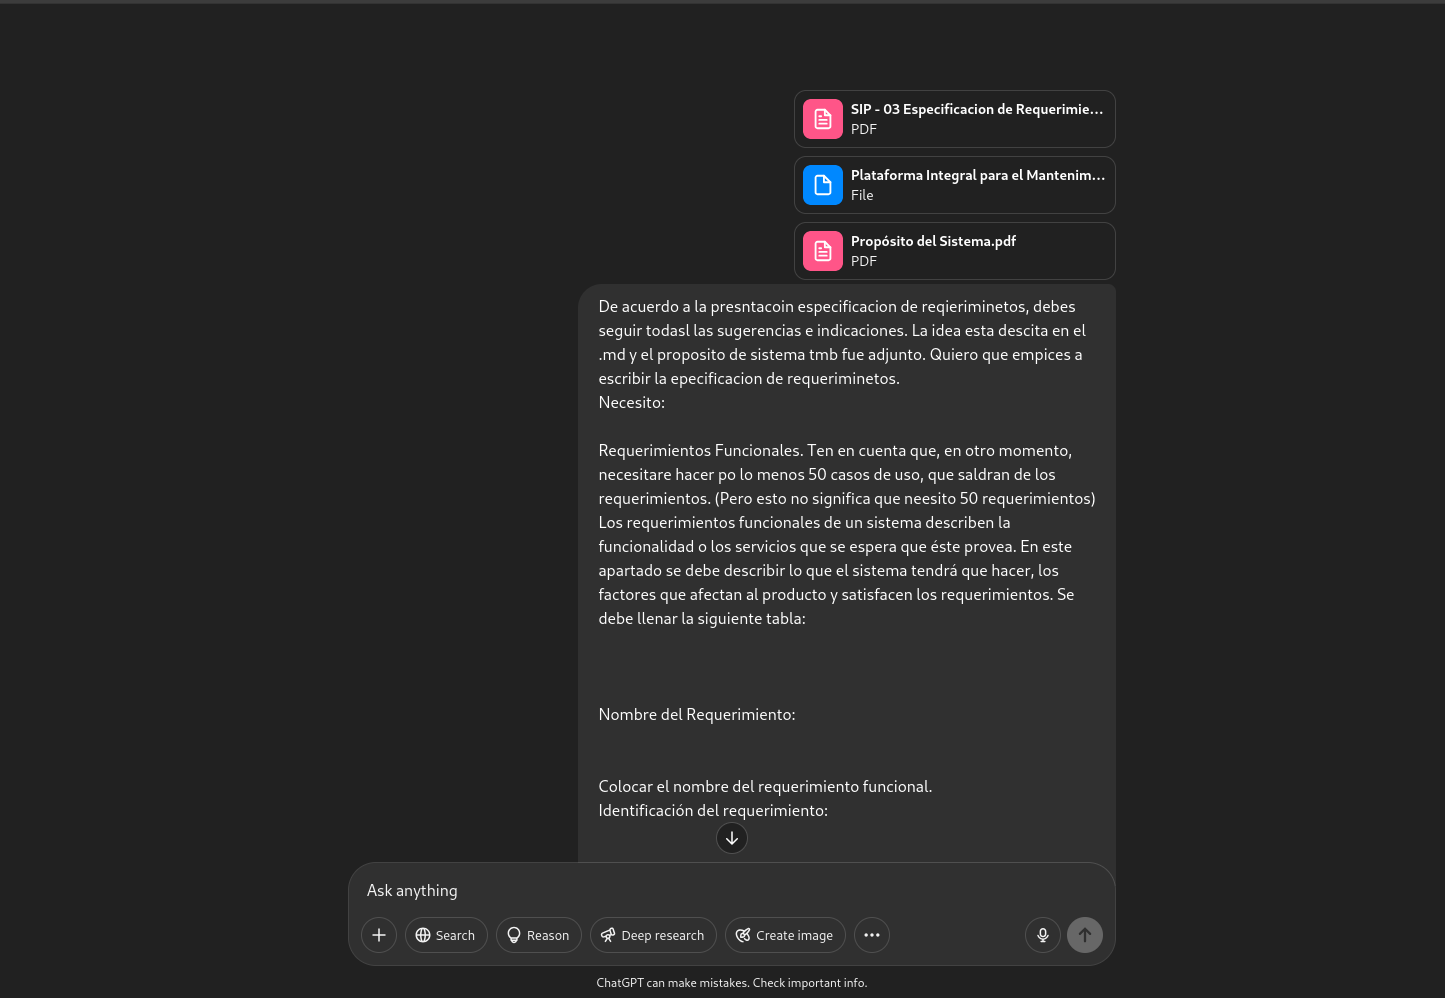 SIP - 03 Especificacion de Requerimie...
PDF
Plataforma Integral para el Mantenim...
File
Propósito del Sistema.pdf
PDF
De acuerdo a la presntacoin especificacion de reqieriminetos, debes
seguir todasl las sugerencias e indicaciones. La idea esta descita en el
.md y el proposito de sistema tmb fue adjunto. Quiero que empices a
escribir la epecificacion de requeriminetos.
Necesito:
Requerimientos Funcionales. Ten en cuenta que, en otro momento,
necesitare hacer po lo menos 50 casos de uso, que saldran de los
requerimientos. (Pero esto no significa que neesito 50 requerimientos)
Los requerimientos funcionales de un sistema describen la
funcionalidad o los servicios que se espera que éste provea. En este
apartado se debe describir lo que el sistema tendrá que hacer, los
factores que afectan al producto y satisfacen los requerimientos. Se
debe llenar la siguiente tabla:
Nombre del Requerimiento:
Colocar el nombre del requerimiento funcional.
Identificación del requerimiento:
Ask anything
Search
Reason
Deep research
Create image
ChatGPT can make mistakes. Check important info.